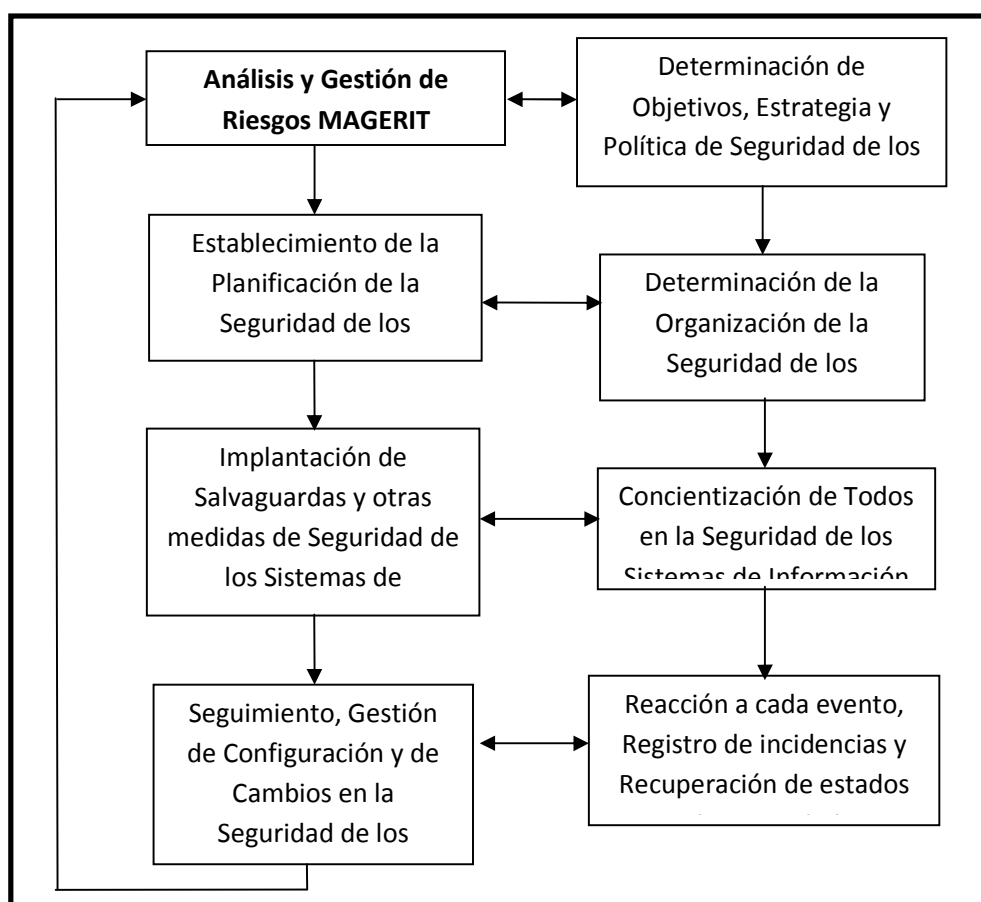 Análisis y Gestión de
Riesgos MAGERIT
Determinación de
Objetivos, Estrategia y
Política de Seguridad de los
Establecimiento de la
Planificación de la
Seguridad de los
Determinación de la
Organización de la
Seguridad de los
Implantación de
Salvaguardas y otras
medidas de Seguridad de
los Sistemas de
Concientización de Todos
en la Seguridad de los
Sistemas de Información
Seguimiento, Gestión
de Configuración y de
Cambios en la
Seguridad de los
Reacción a cada evento,
Registro de incidencias y
Recuperación de estados